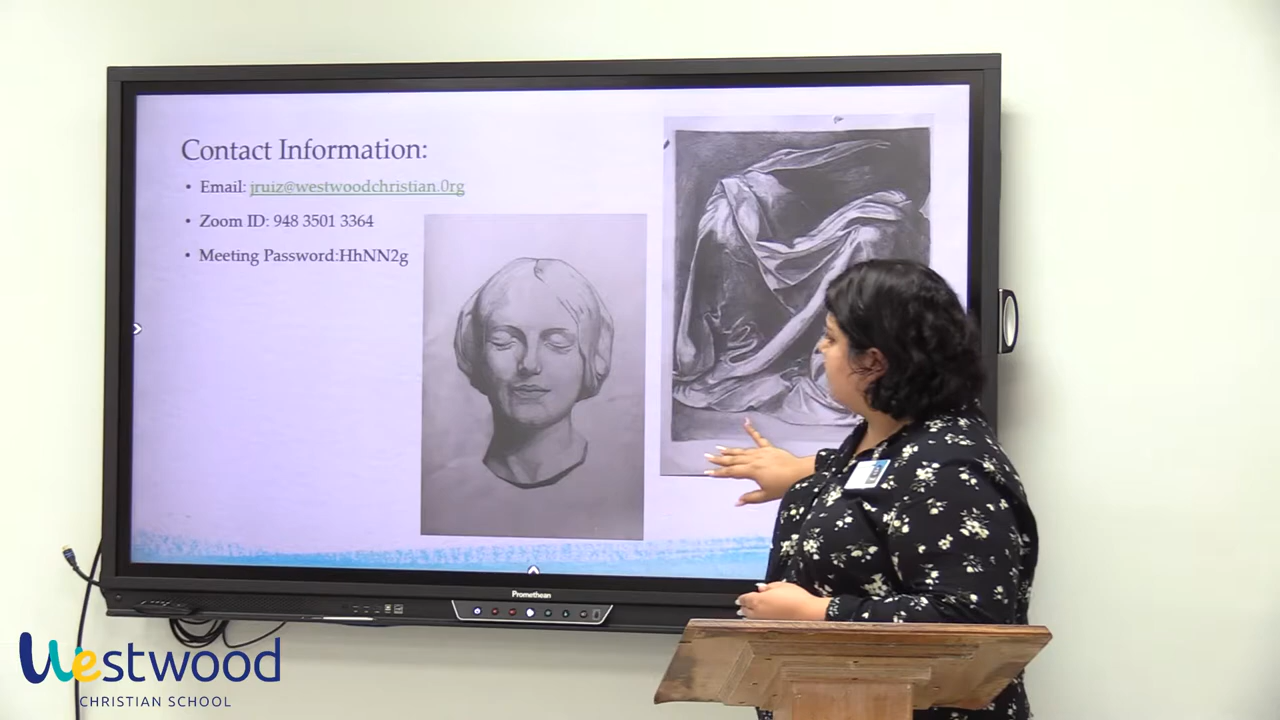 Contact Information:
• Email: jruiz@westwoodchristian.0rg
• Zoom ID: 948 3501 3364
• Meeting Password:HhNN2g
Promethean
Westwood
CHRISTIAN SCHOOL